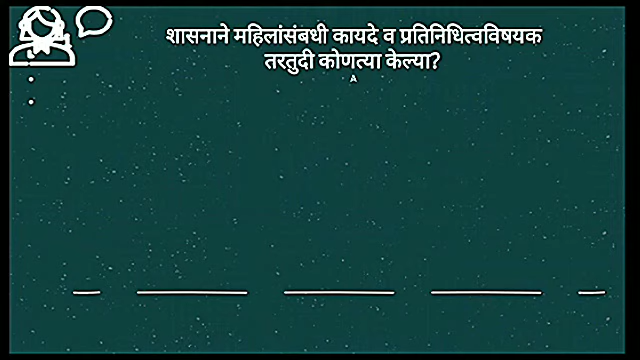 शासनाने महिलांसंबधी कायदे व प्रतिनिधित्वविषयक
तरतुदी कोणत्या केल्या?
A